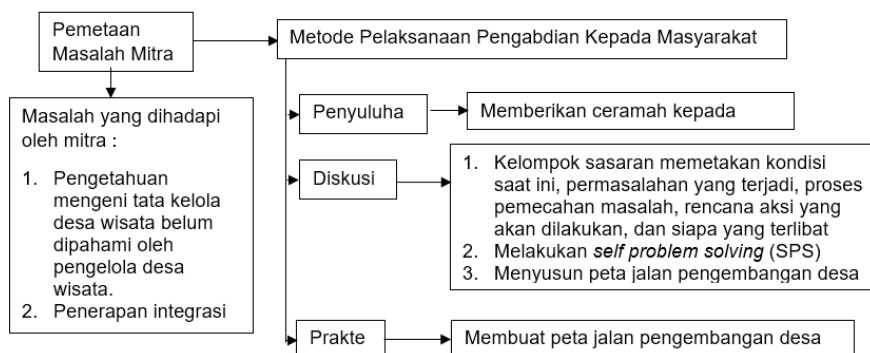 Pemetaan
Masalah Mitra
Metode Pelaksanaan Pengabdian Kepada Masyarakat
Masalah yang dihadapi
oleh mitra :
1. Pengetahuan
mengeni tata kelola
desa wisata belum
dipahami oleh
pengelola desa
wisata.
2. Penerapan integrasi
Penyuluha
Memberikan ceramah kepada
Diskusi
1. Kelompok sasaran memetakan kondisi
saat ini, permasalahan yang terjadi, proses
pemecahan masalah, rencana aksi yang
akan dilakukan, dan siapa yang terlibat
2. Melakukan self problem solving (SPS)
3. Menyusun peta jalan pengembangan desa
Prakte
Membuat peta jalan pengembangan desa